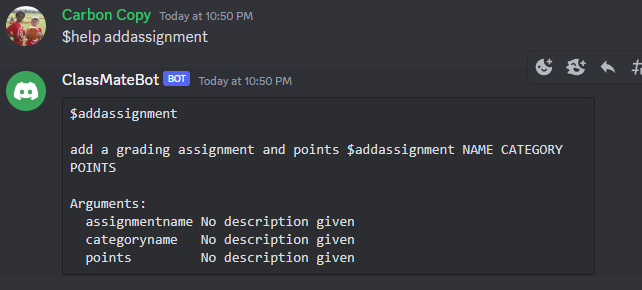 Carbon Copy Today at 10:50 PM
$help addassignment
ClassMateBot BOT Today at 10:50 PM
$addassignment
add a grading assignment and points $addassignment NAME CATEGORY
POINTS
Arguments:
assignmentname No description given
categoryname No description given
points No description given